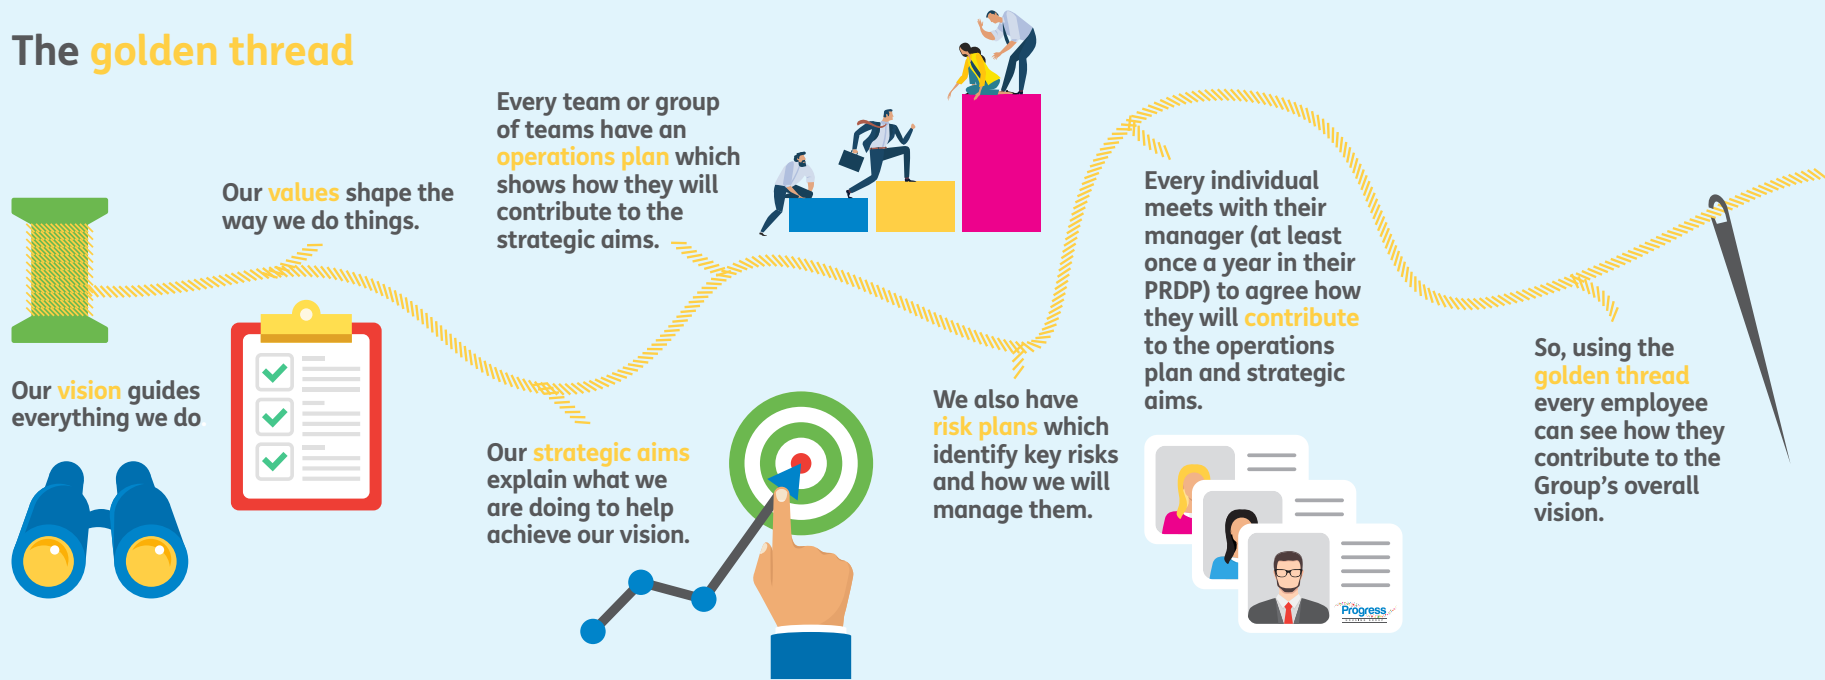 The golden thread
Our vision guides
everything we do.
Our values shape the
way we do things.
Our strategic aims
explain what we
are doing to help
achieve our vision.
Every team or group
of teams have an
operations plan which
shows how they will
contribute to the
strategic aims.
We also have
risk plans which
identify key risks
and how we will
manage them.
Every individual
meets with their
manager (at least
once a year in their
PRDP) to agree how
they will contribute
to the operations
plan and strategic
aims.
Progress
So, using the
golden thread
every employee
can see how they
contribute to the
Group’s overall
vision.